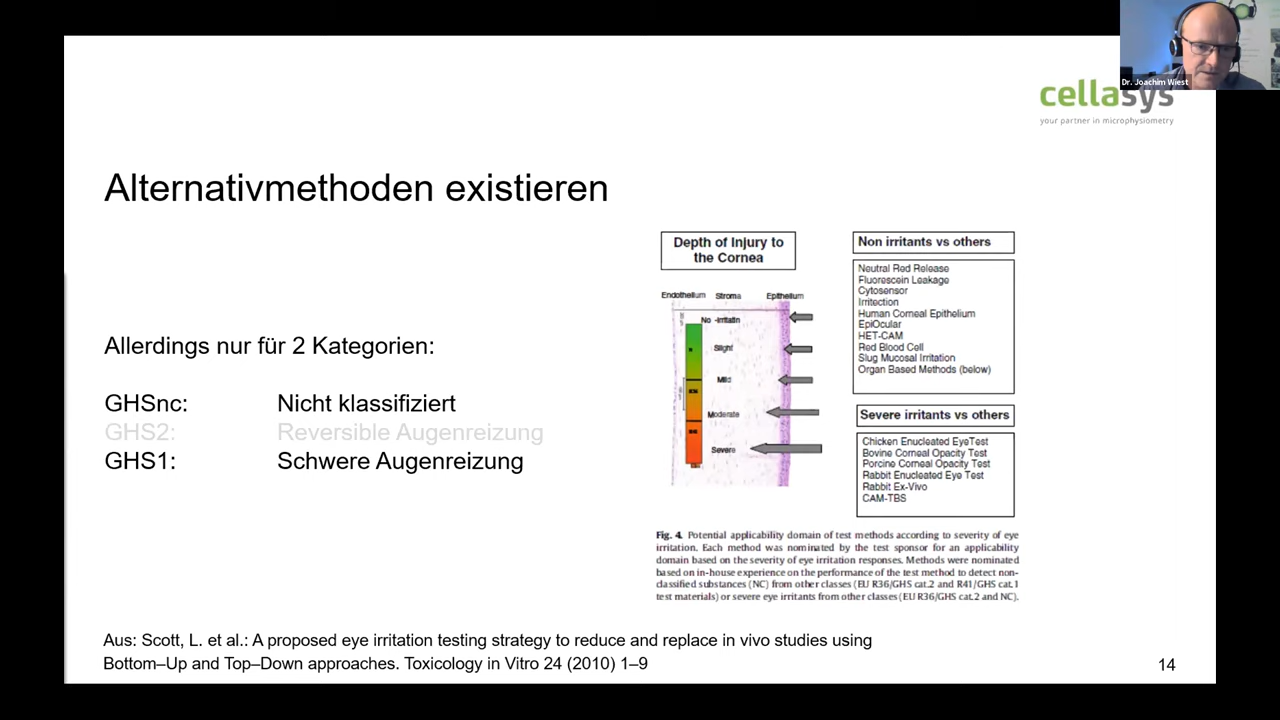 Dr. Joachim Wiest
cellasys
your partner in microphysiometry
Alternativmethoden existieren
Allerdings nur für 2 Kategorien:
GHSnc: Nicht klassifiziert
GHS2: Reversible Augenreizung
GHS1: Schwere Augenreizung
Depth of Injury to
the Cornea
Endothelium Stroma Epithelium
Slight
Mild
Moderate
Severe
Non irritants vs others
Neutral Red Release
Fluorescein Leakage
Cytosensor
Irritection
Human Corneal Epithelium
EpiOcular
HET-CAM
Red Blood Cell
Slug Mucosal Irritation
Organ Based Methods (below)
Severe irritants vs others
Chicken Enucleated EyeTest
Bovine Corneal Opacity Test
Porcine Corneal Opacity Test
Rabbit Enucleated Eye Test
Rabbit Ex-Vivo
CAM-TBS
Fig. 4. Potential applicability domain of test methods according to severity of eye
irritation. Each method was nominated by the test sponsor for an applicability
domain based on the severity of eye irritation responses. Methods were nominated
based on in-house experience on the performance of the test method to detect non-
classified substances (NC) from other classes (EU R36/GHS cat.2 and R41/GHS cat.1
test materials) or severe eye irritants from other classes (EU R36/GHS cat.2 and NC).
Aus: Scott, L. et al.: A proposed eye irritation testing strategy to reduce and replace in vivo studies using
Bottom–Up and Top–Down approaches. Toxicology in Vitro 24 (2010) 1–9
14